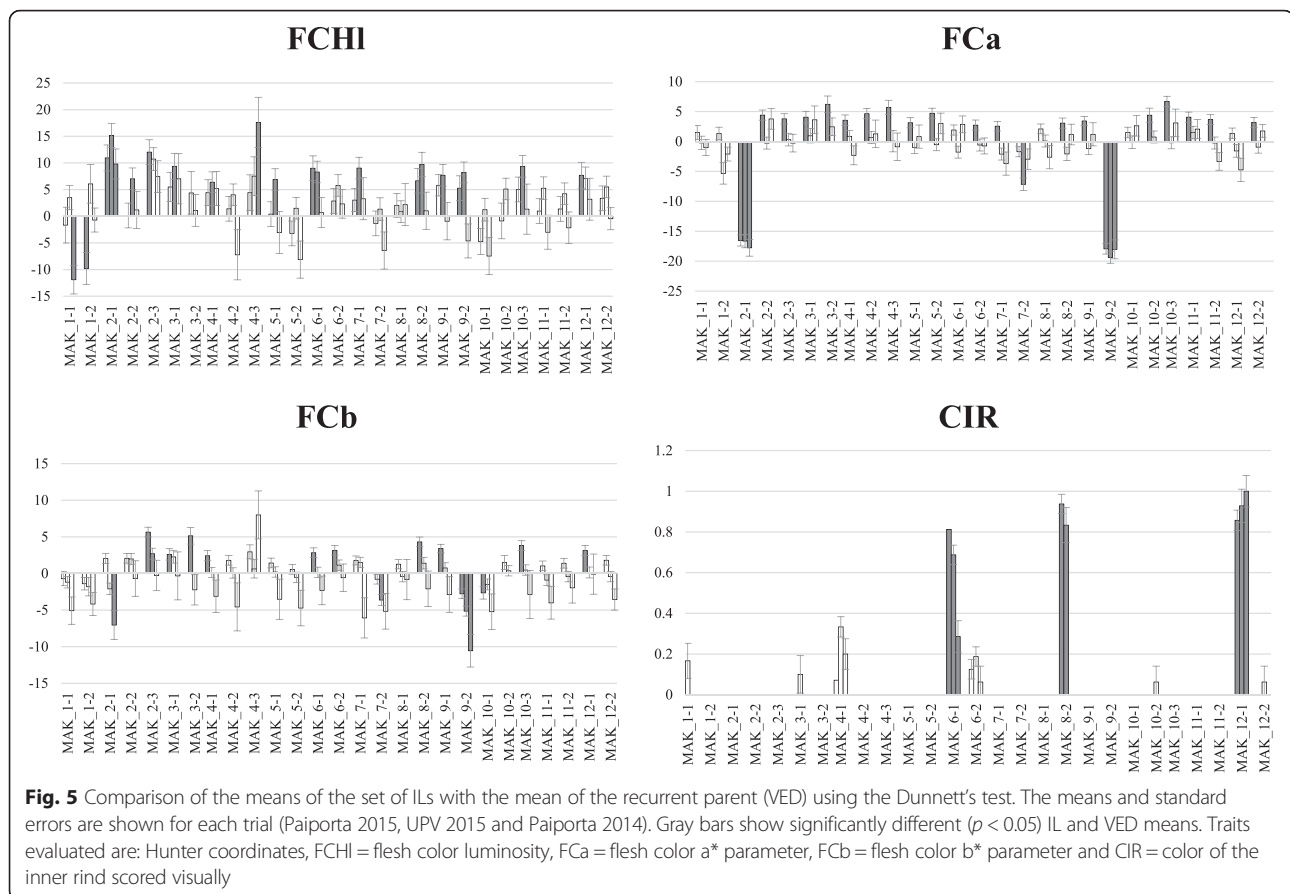 FCHl
25
20
15
10
5
0
-5
-10
-15
MAK_1-1
MAK_1-2
MAK_2-1
MAK_2-2
MAK_2-3
MAK_3-1
MAK_3-2
MAK_4-1
MAK_4-2
MAK_4-3
MAK_5-1
MAK_5-2
MAK_6-1
MAK_6-2
MAK_7-1
MAK_7-2
MAK_8-1
MAK_8-2
MAK_9-1
MAK_9-2
MAK_10-1
MAK_10-2
MAK_10-3
MAK_11-1
MAK_11-2
MAK_12-1
MAK_12-2
FCa
10
5
0
-5
-10
-15
-20
-25
MAK_1-1
MAK_1-2
MAK_2-1
MAK_2-2
MAK_2-3
MAK_3-1
MAK_3-2
MAK_4-1
MAK_4-2
MAK_4-3
MAK_5-1
MAK_5-2
MAK_6-1
MAK_6-2
MAK_7-1
MAK_7-2
MAK_8-1
MAK_8-2
MAK_9-1
MAK_9-2
MAK_10-1
MAK_10-2
MAK_10-3
MAK_11-1
MAK_11-2
MAK_12-1
MAK_12-2
FCb
15
10
5
0
-5
-10
-15
MAK_1-1
MAK_1-2
MAK_2-1
MAK_2-2
MAK_2-3
MAK_3-1
MAK_3-2
MAK_4-1
MAK_4-2
MAK_4-3
MAK_5-1
MAK_5-2
MAK_6-1
MAK_6-2
MAK_7-1
MAK_7-2
MAK_8-1
MAK_8-2
MAK_9-1
MAK_9-2
MAK_10-1
MAK_10-2
MAK_10-3
MAK_11-1
MAK_11-2
MAK_12-1
MAK_12-2
CIR
1.2
1
0.8
0.6
0.4
0.2
0
MAK_1-1
MAK_1-2
MAK_2-1
MAK_2-2
MAK_2-3
MAK_3-1
MAK_3-2
MAK_4-1
MAK_4-2
MAK_4-3
MAK_5-1
MAK_5-2
MAK_6-1
MAK_6-2
MAK_7-1
MAK_7-2
MAK_8-1
MAK_8-2
MAK_9-1
MAK_9-2
MAK_10-1
MAK_10-2
MAK_10-3
MAK_11-1
MAK_11-2
MAK_12-1
MAK_12-2
Fig. 5 Comparison of the means of the set of ILs with the mean of the recurrent parent (VED) using the Dunnett's test. The means and standard
errors are shown for each trial (Paiporta 2015, UPV 2015 and Paiporta 2014). Gray bars show significantly different (p < 0.05) IL and VED means. Traits
evaluated are: Hunter coordinates, FCHl = flesh color luminosity, FCa = flesh color a* parameter, FCb = flesh color b* parameter and CIR = color of the
inner rind scored visually